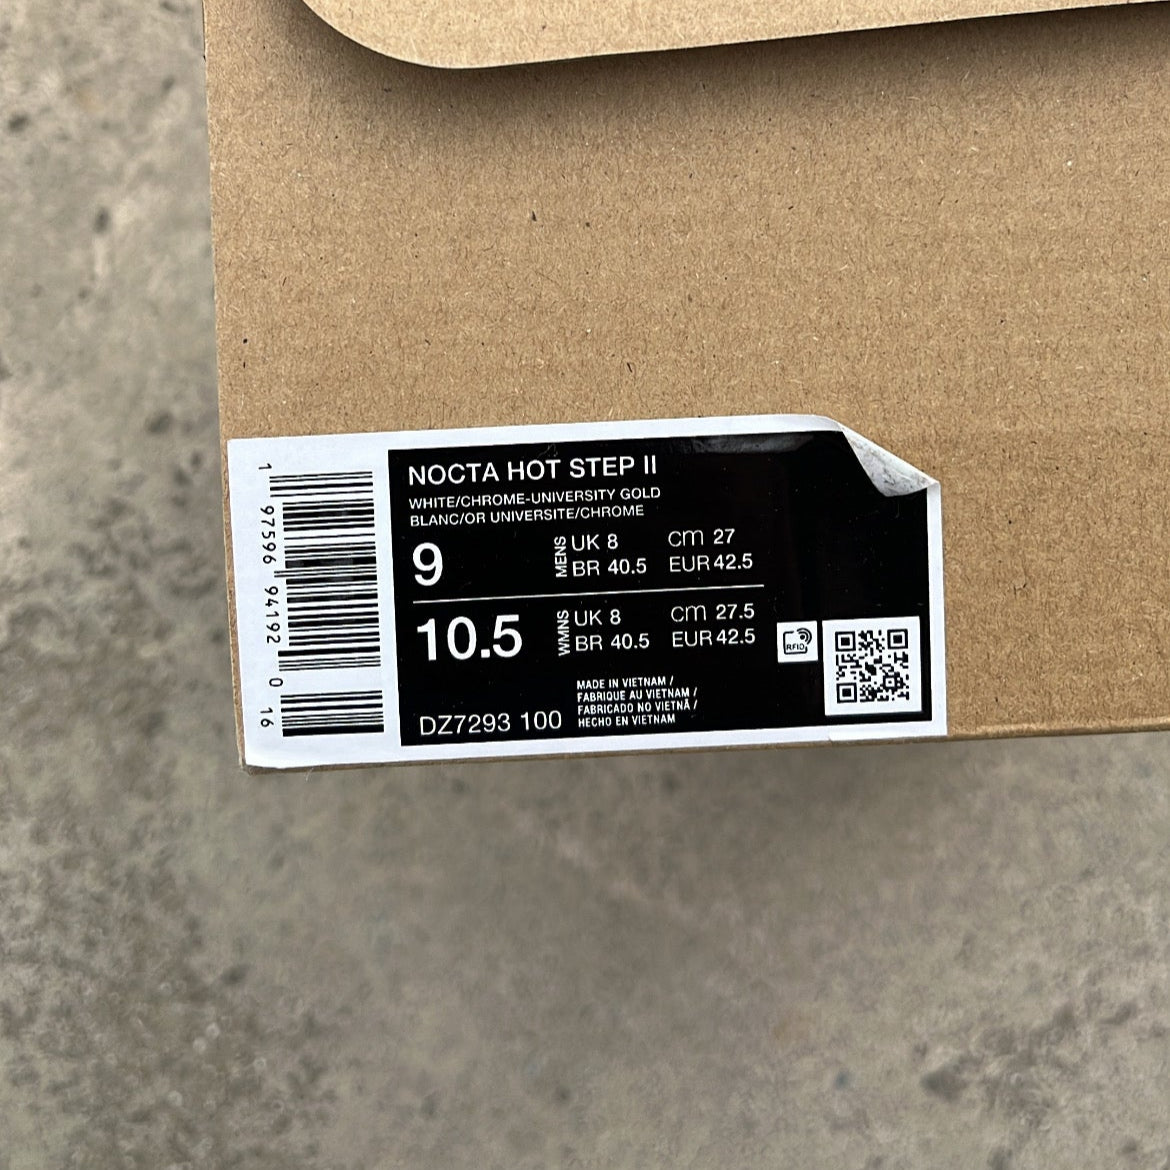 NOCTA HOT STEP II
WHITE/CHROME-UNIVERSITY GOLD
BLANC/OR UNIVERSITE/CHROME
9
MENS
UK 8 CM 27
BR 40.5 EUR 42.5
10.5
WMNS
UK 8 CM 27.5
BR 40.5 EUR 42.5
MADE IN VIETNAM /
FABRIQUE AU VIETNAM /
FABRICADO NO VIETNÃ /
HECHO EN VIETNAM
DZ7293 100
RFID
1 97596 94192 0 16